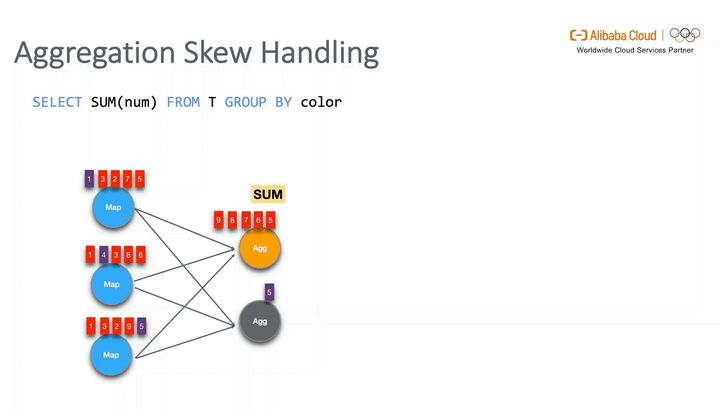 Aggregation Skew Handling
Alibaba Cloud
Worldwide Cloud Services Partner
SELECT SUM(num) FROM T GROUP BY color
1 3 2 7 5
Map
SUM
9 8 7 6 5
Agg
1 4 3 8 6
Map
5
Agg
1 3 2 9 5
Map